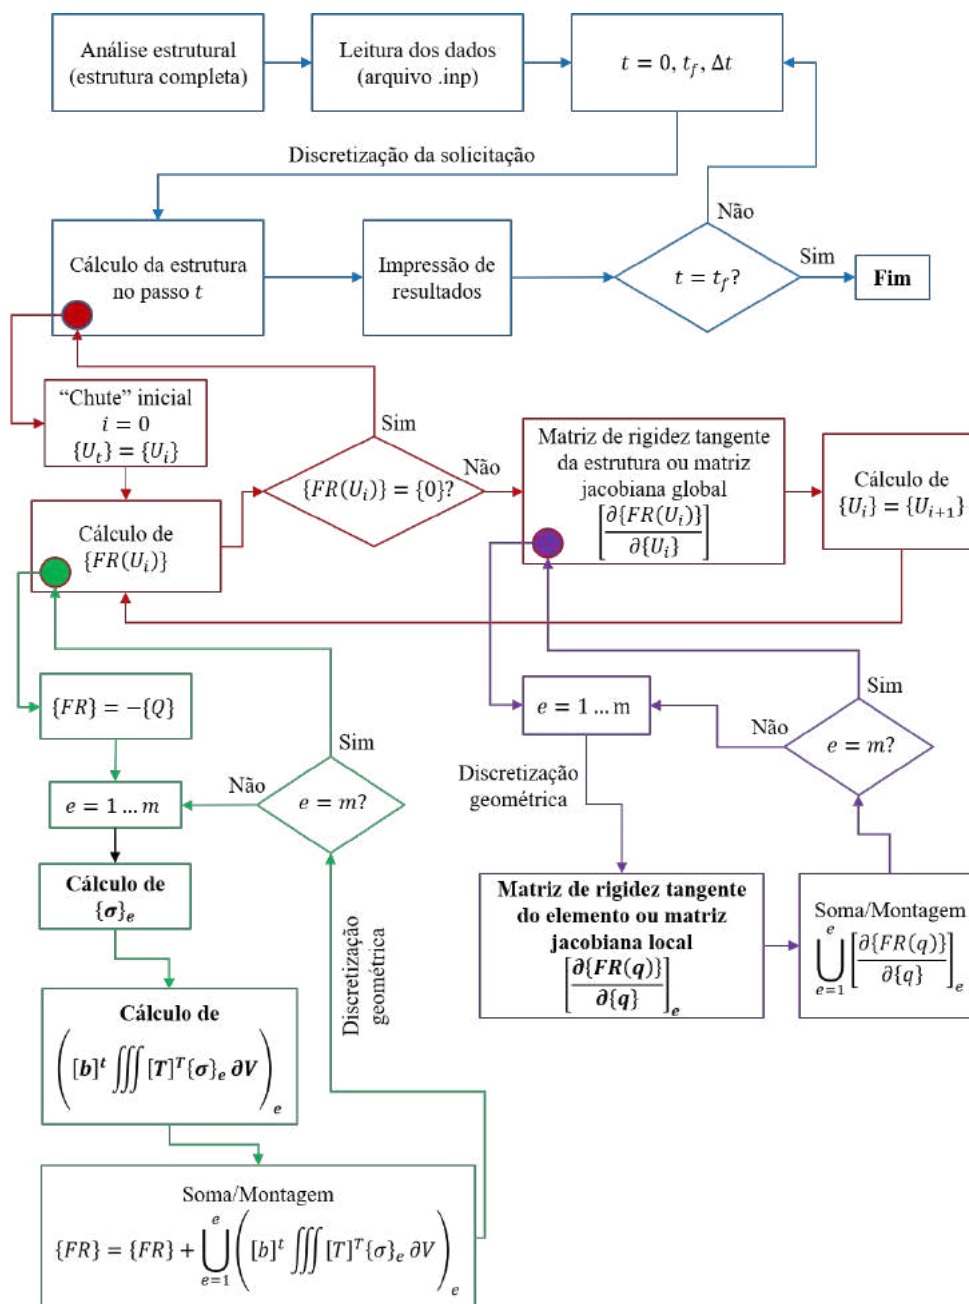 Análise estrutural
(estrutura completa)
Leitura dos dados
(arquivo .inp)
t = 0, t_f, Δt
Discretização da solicitação
Não
Cálculo da estrutura
no passo t
Impressão de
resultados
t = t_f?
Sim
Fim
“Chute” inicial
i = 0
{U_t} = {U_i}
Sim
{FR(U_i)} = {0}?
Não
Matriz de rigidez tangente
da estrutura ou matriz
jacobiana global
[∂{FR(U_i)} / ∂{U_i}]
Cálculo de
{U_i} = {U_{i+1}}
Cálculo de
{FR(U_i)}
{FR} = −{Q}
Sim
Não
e = m?
e = 1 … m
Cálculo de
{σ}_e
Cálculo de
([b]^t ∭[T]^T{σ}_e ∂V)_e
Discretização
geométrica
Soma/Montagem
{FR} = {FR} + ⋃_{e=1}^{e} ([b]^t ∭[T]^T{σ}_e ∂V)_e
e = 1 … m
Sim
Não
e = m?
Discretização
geométrica
Matriz de rigidez tangente
do elemento ou matriz
jacobiana local
[∂{FR(q)} / ∂{q}]_e
Soma/Montagem
⋃_{e=1}^{e} [∂{FR(q)} / ∂{q}]_e